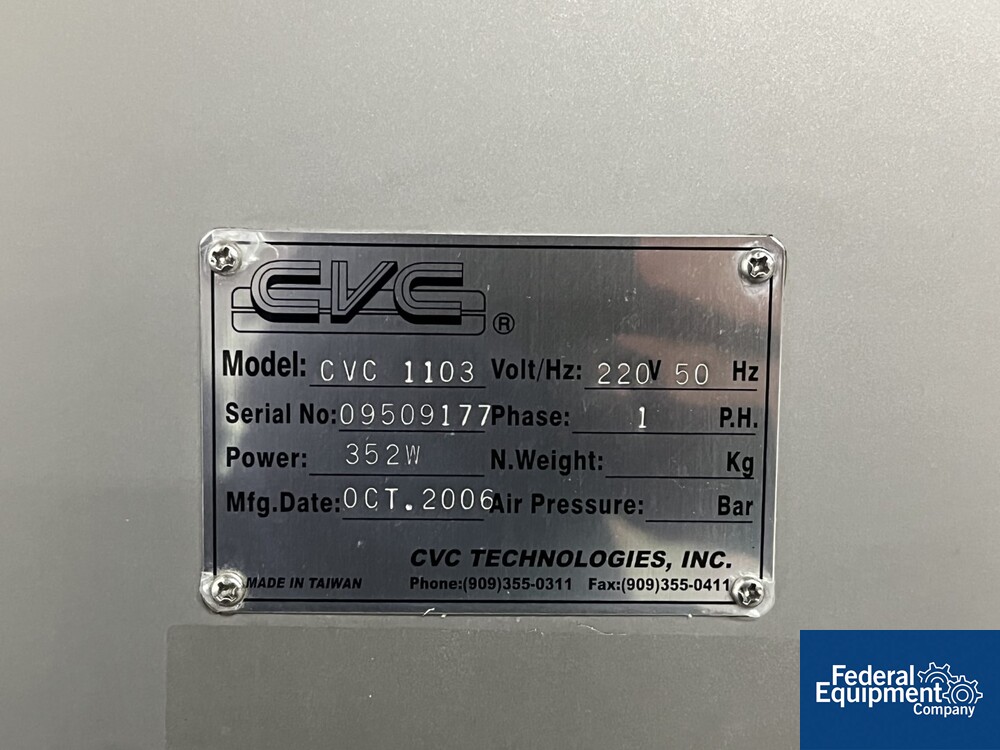 CVC ®
Model: CVC 1103 Volt/Hz: 220V 50 Hz
Serial No: 09509177 Phase: 1 P.H.
Power: 352W N.Weight: Kg
Mfg.Date: OCT.2006 Air Pressure: Bar
CVC TECHNOLOGIES, INC.
MADE IN TAIWAN Phone:(909)355-0311 Fax:(909)355-0411
Federal
Equipment
Company